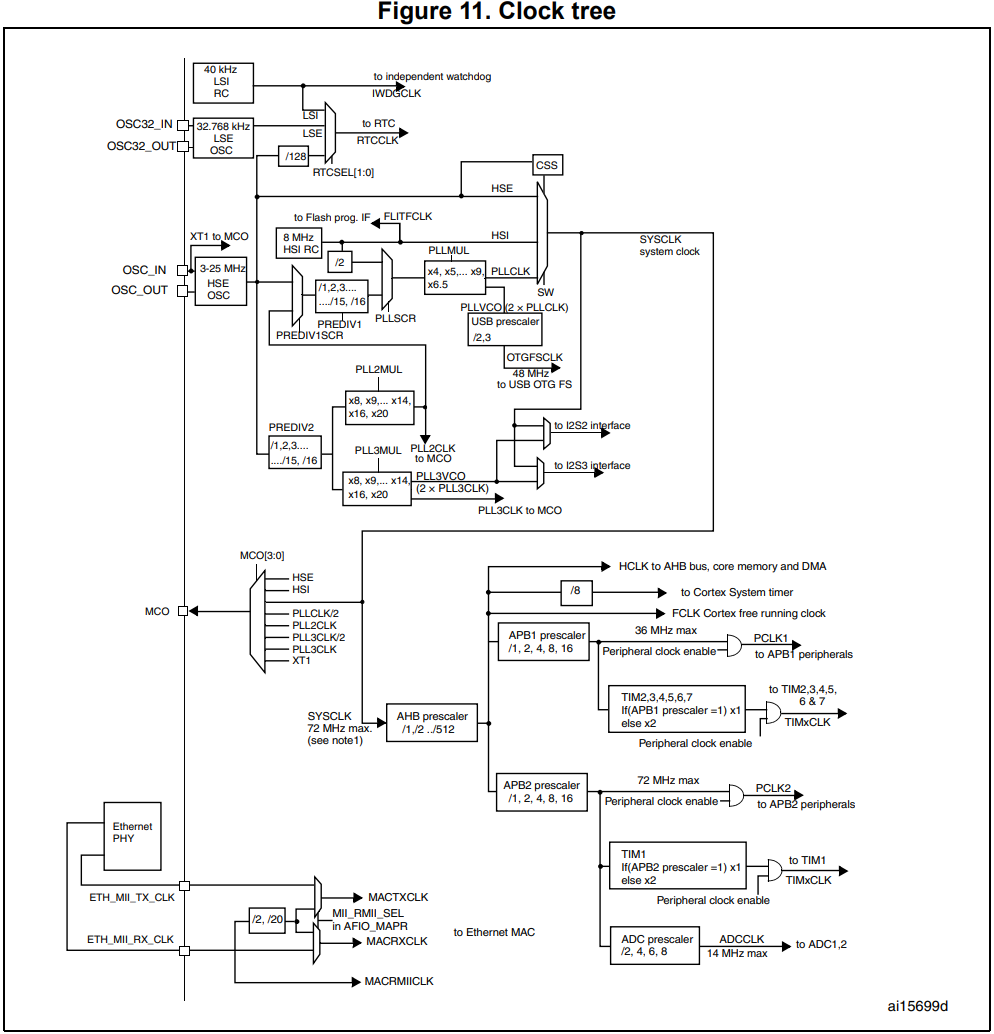 Figure 11. Clock tree
40 kHz
LSI
RC
to independent watchdog
IWDGCLK
OSC32_IN
OSC32_OUT
32.768 kHz
LSE
OSC
LSI
LSE
to RTC
RTCCLK
/128
RTCSEL[1:0]
CSS
HSE
to Flash prog. IF
FLITFCLK
XT1 to MCO
8 MHz
HSI RC
HSI
SYSCLK
system clock
/2
PLLMUL
OSC_IN
OSC_OUT
3-25 MHz
HSE
OSC
x4, x5,... x9,
x6.5
PLLCLK
/1,2,3....
..../15, /16
SW
PLLSCR
PREDIV1
PREDIV1SCR
PLLVCO (2 × PLLCLK)
USB prescaler
/2,3
OTGFSCLK
48 MHz
to USB OTG FS
PLL2MUL
x8, x9,... x14,
x16, x20
PREDIV2
/1,2,3....
..../15, /16
PLL2CLK
to MCO
to I2S2 interface
PLL3MUL
x8, x9,... x14,
x16, x20
PLL3VCO
(2 × PLL3CLK)
to I2S3 interface
PLL3CLK to MCO
MCO[3:0]
HSE
HSI
MCO
PLLCLK/2
PLL2CLK
PLL3CLK/2
PLL3CLK
XT1
HCLK to AHB bus, core memory and DMA
/8
to Cortex System timer
FCLK Cortex free running clock
APB1 prescaler
/1, 2, 4, 8, 16
36 MHz max
Peripheral clock enable
PCLK1
to APB1 peripherals
TIM2,3,4,5,6,7
If(APB1 prescaler =1) x1
else x2
to TIM2,3,4,5,
6 & 7
TIMxCLK
Peripheral clock enable
SYSCLK
72 MHz max.
(see note1)
AHB prescaler
/1,/2 ../512
APB2 prescaler
/1, 2, 4, 8, 16
72 MHz max
Peripheral clock enable
PCLK2
to APB2 peripherals
Ethernet
PHY
TIM1
If(APB2 prescaler =1) x1
else x2
to TIM1
TIMxCLK
Peripheral clock enable
ETH_MII_TX_CLK
MACTXCLK
/2, /20
MII_RMII_SEL
in AFIO_MAPR
ETH_MII_RX_CLK
MACRXCLK
to Ethernet MAC
ADC prescaler
/2, 4, 6, 8
ADCCLK
14 MHz max
to ADC1,2
MACRMIICLK
ai15699d